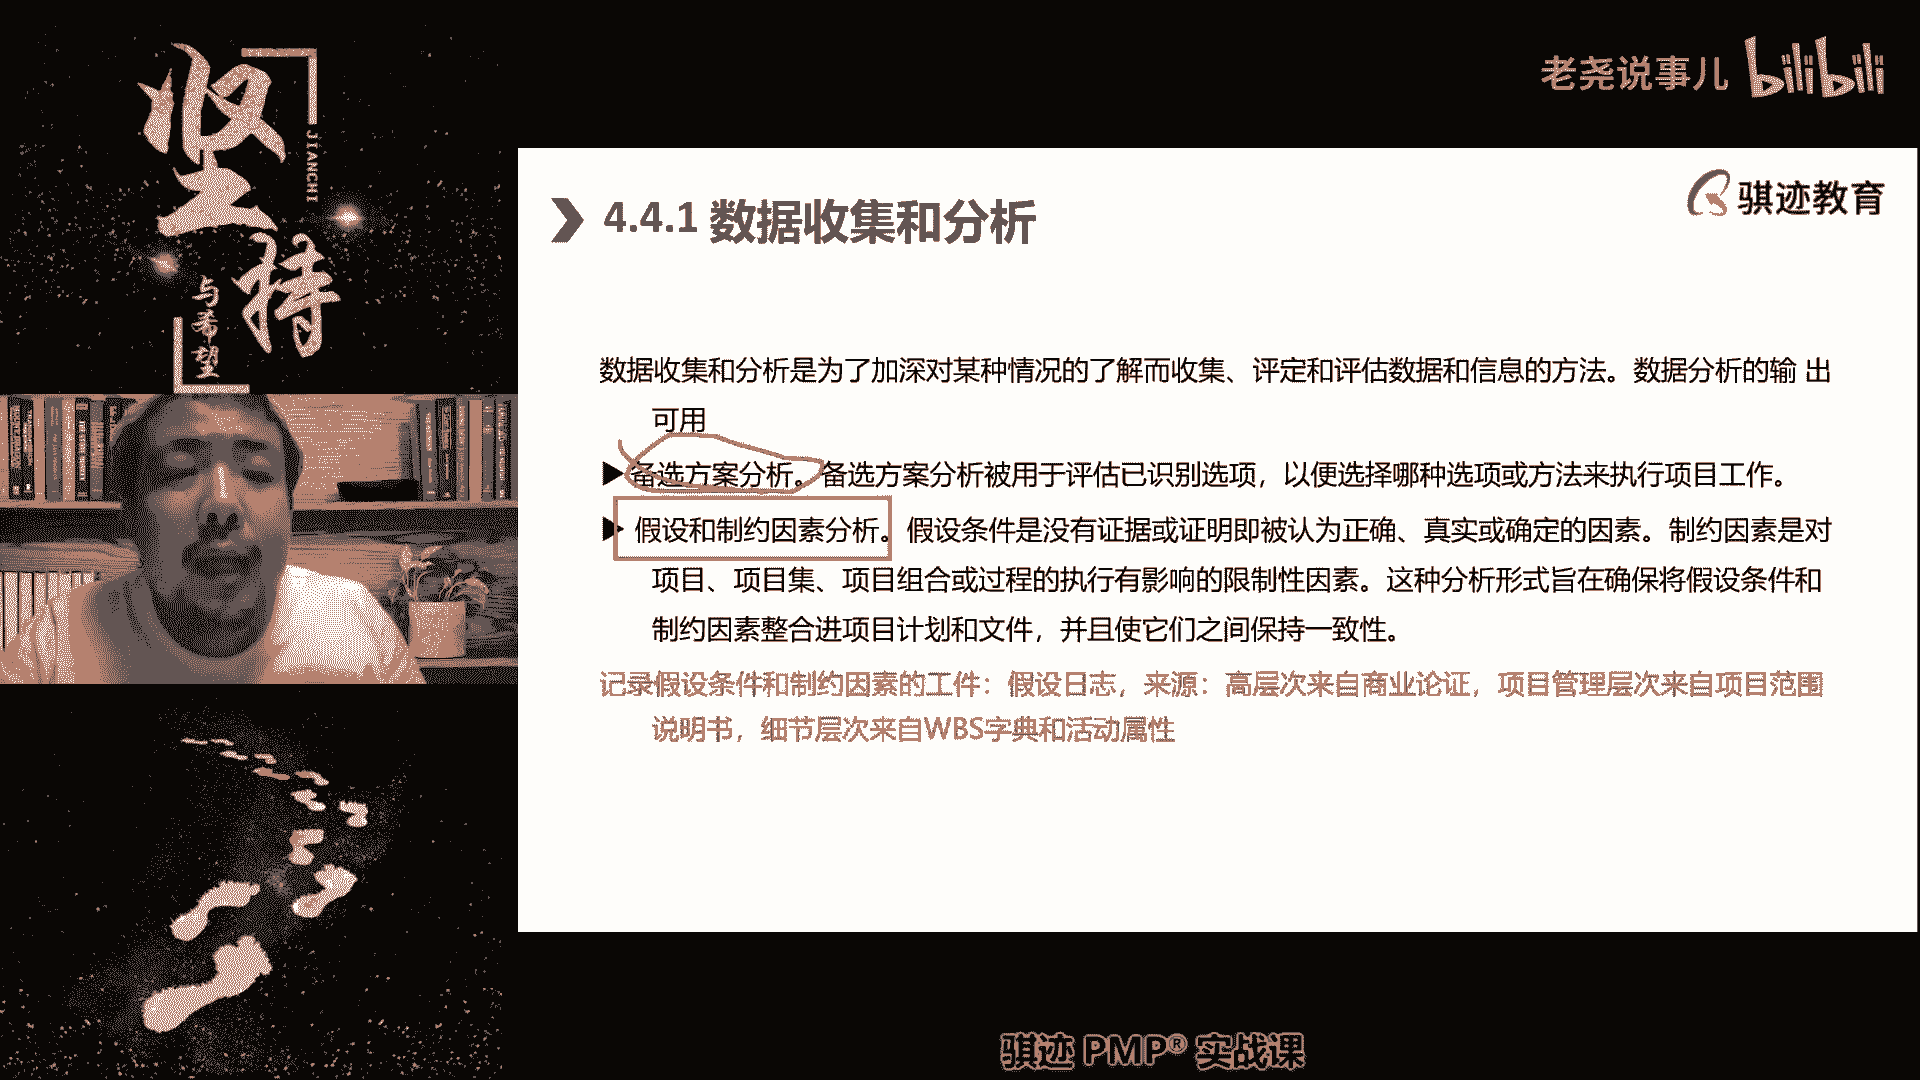 坚持
JIANCHI
与希望
老尧说事儿 bilibili
骐迹教育
4.4.1 数据收集和分析
数据收集和分析是为了加深对某种情况的了解而收集、评定和评估数据和信息的方法。数据分析的输 出
可用
备选方案分析。备选方案分析被用于评估已识别选项，以便选择哪种选项或方法来执行项目工作。
假设和制约因素分析。假设条件是没有证据或证明即被认为正确、真实或确定的因素。制约因素是对
项目、项目集、项目组合或过程的执行有影响的限制性因素。这种分析形式旨在确保将假设条件和
制约因素整合进项目计划和文件，并且使它们之间保持一致性。
记录假设条件和制约因素的工件：假设日志，来源：高层次来自商业论证，项目管理层次来自项目范围
说明书，细节层次来自WBS字典和活动属性
骐迹 PMP® 实战课